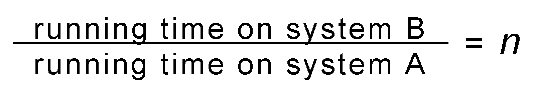 running time on system B
running time on system A
= n